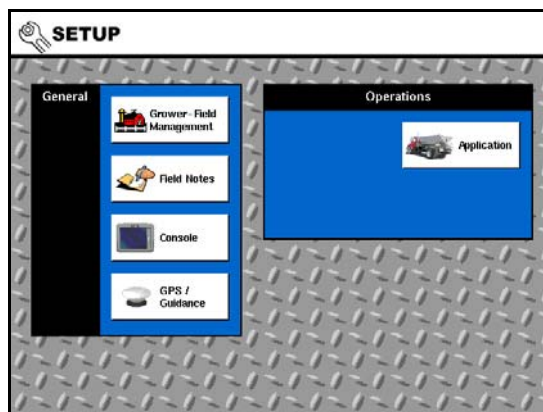 SETUP
General
Grower-Field
Management
Field Notes
Console
GPS /
Guidance
Operations
Application